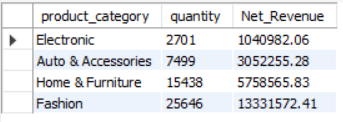 product_category quantity Net_Revenue
Electronic 2701 1040982.06
Auto & Accessories 7499 3052255.28
Home & Furniture 15438 5758565.83
Fashion 25646 13331572.41